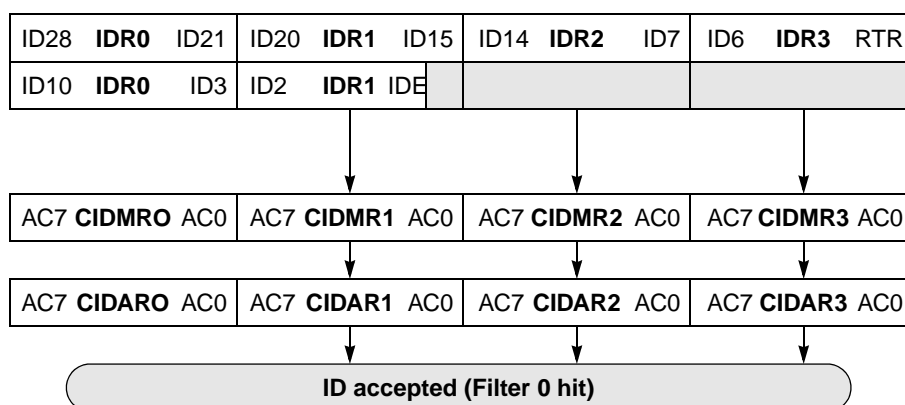 ID28 IDR0 ID21 ID20 IDR1 ID15 ID14 IDR2 ID7 ID6 IDR3 RTR
ID10 IDR0 ID3 ID2 IDR1 IDE
AC7 CIDMRO AC0 AC7 CIDMR1 AC0 AC7 CIDMR2 AC0 AC7 CIDMR3 AC0
AC7 CIDARO AC0 AC7 CIDAR1 AC0 AC7 CIDAR2 AC0 AC7 CIDAR3 AC0
ID accepted (Filter 0 hit)